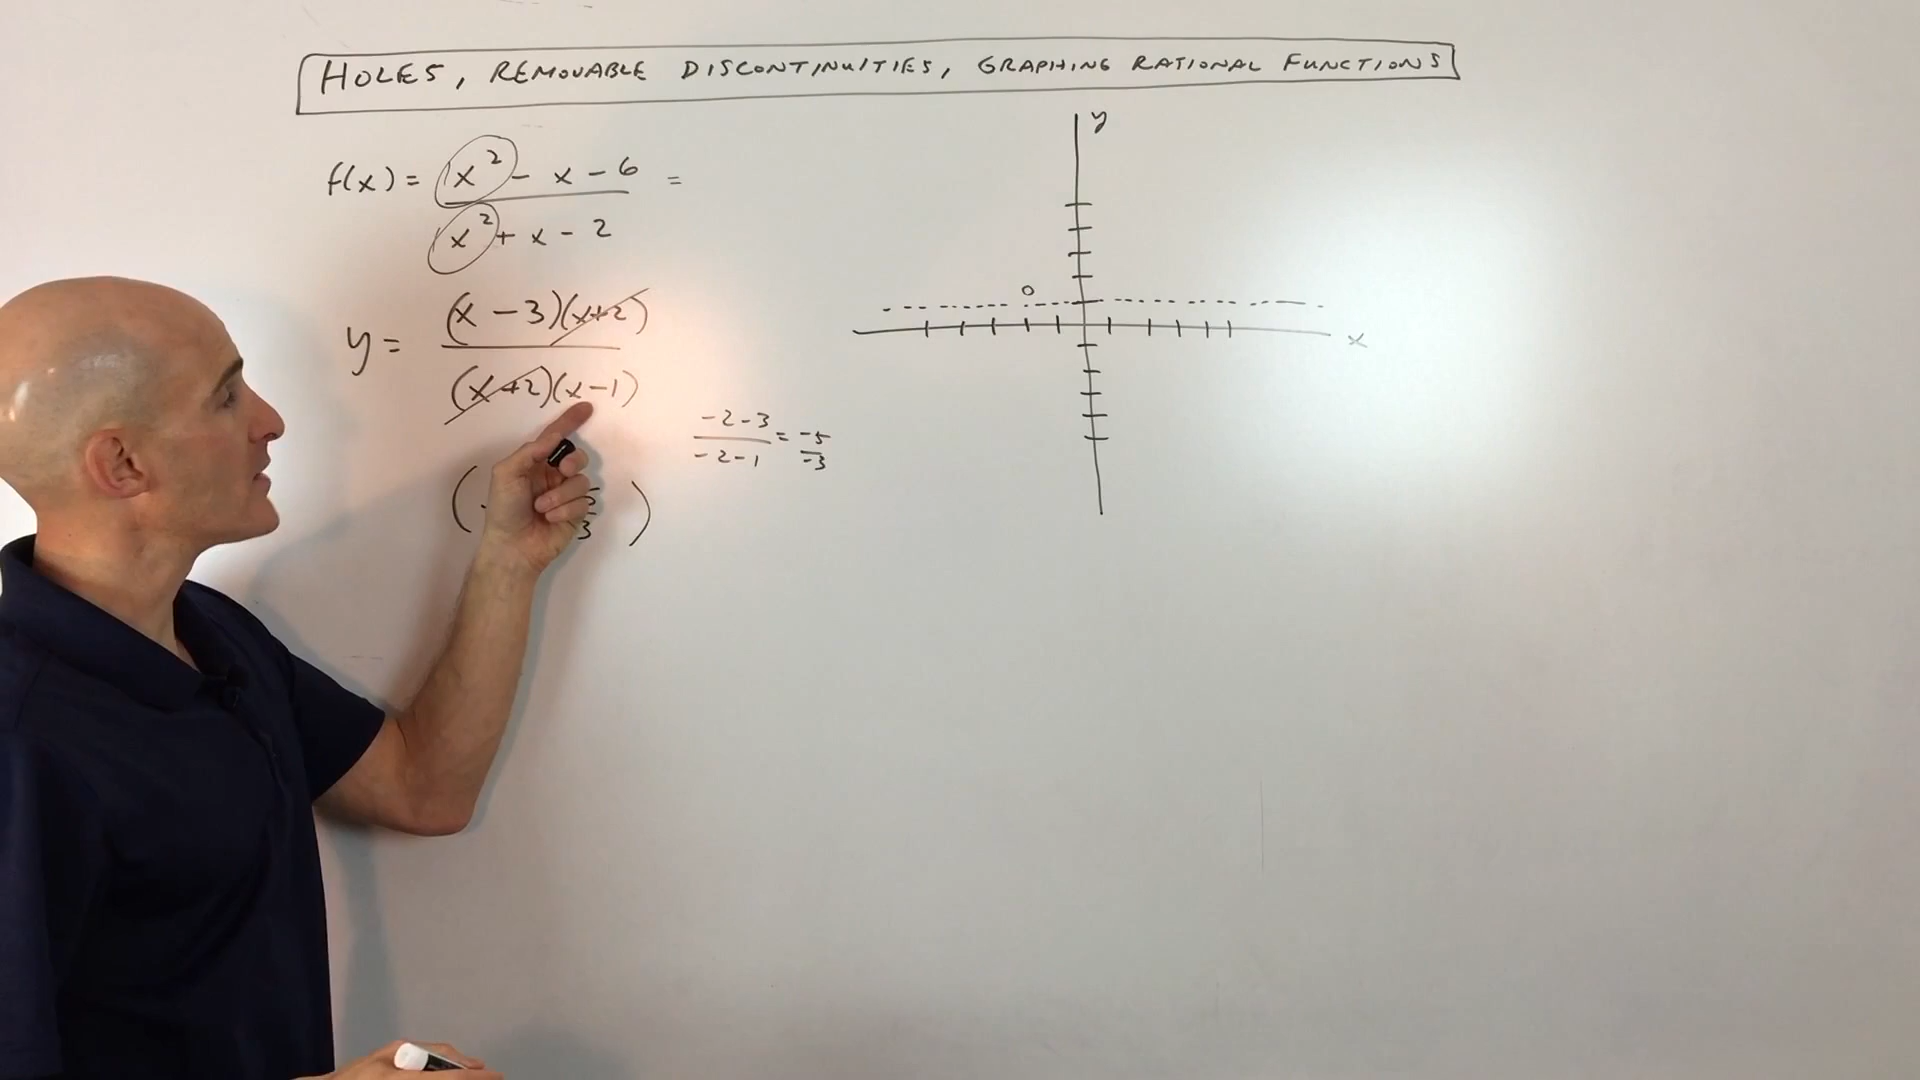 HOLES, REMOVABLE DISCONTINUITIES, GRAPHING RATIONAL FUNCTIONS
f(x) = x² - x - 6 =
x² + x - 2
y = (x - 3)(x+2)
(x+2)(x-1)
-2-3 = -5
-2-1 -3
( )
3
y
x